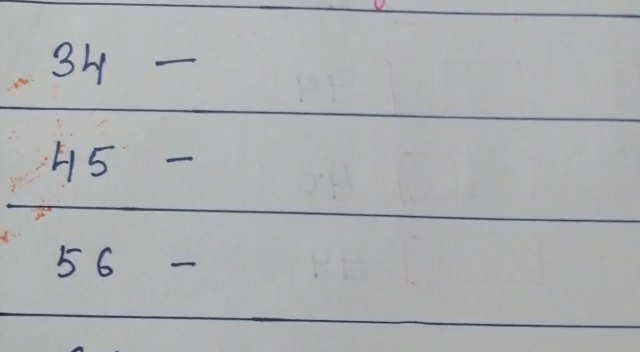 34 –
45 –
56 –